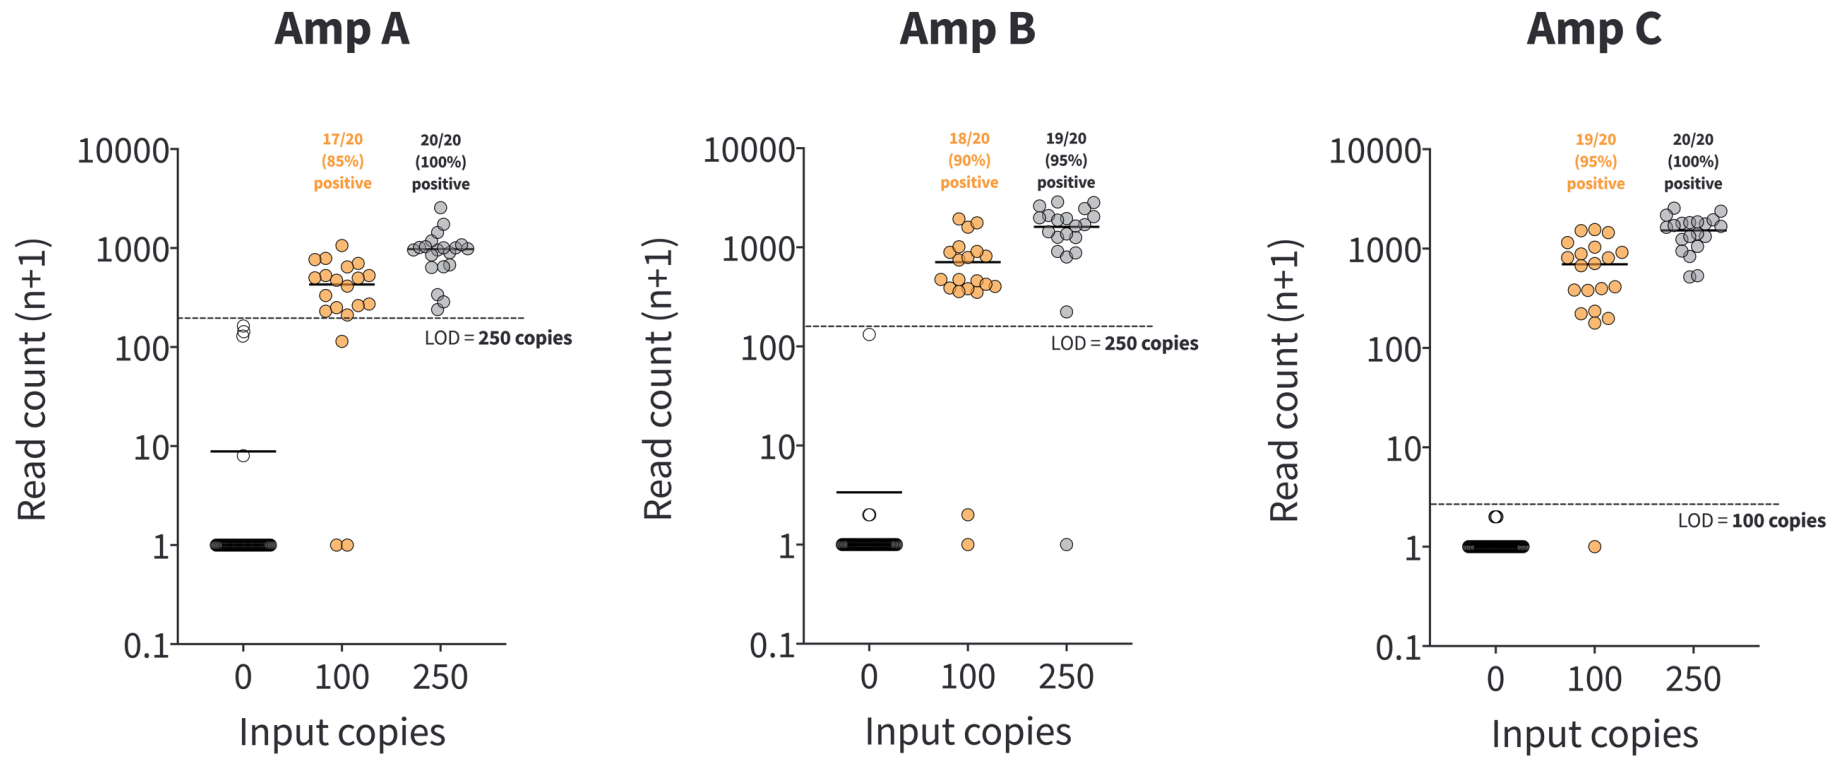 Amp A
Read count (n+1)
10000
1000
100
10
1
0.1
17/20
(85%)
positive
20/20
(100%)
positive
LOD = 250 copies
0
100
250
Input copies
Amp B
Read count (n+1)
10000
1000
100
10
1
0.1
18/20
(90%)
positive
19/20
(95%)
positive
LOD = 250 copies
0
100
250
Input copies
Amp C
Read count (n+1)
10000
1000
100
10
1
0.1
19/20
(95%)
positive
20/20
(100%)
positive
LOD = 100 copies
0
100
250
Input copies